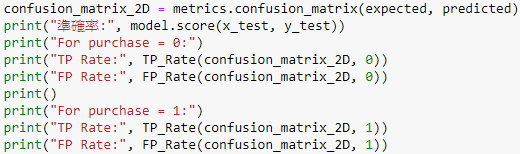 confusion_matrix_2D = metrics.confusion_matrix(expected, predicted)
print("準確率:", model.score(x_test, y_test))
print("For purchase = 0:")
print("TP Rate:", TP_Rate(confusion_matrix_2D, 0))
print("FP Rate:", FP_Rate(confusion_matrix_2D, 0))
print()
print("For purchase = 1:")
print("TP Rate:", TP_Rate(confusion_matrix_2D, 1))
print("FP Rate:", FP_Rate(confusion_matrix_2D, 1))